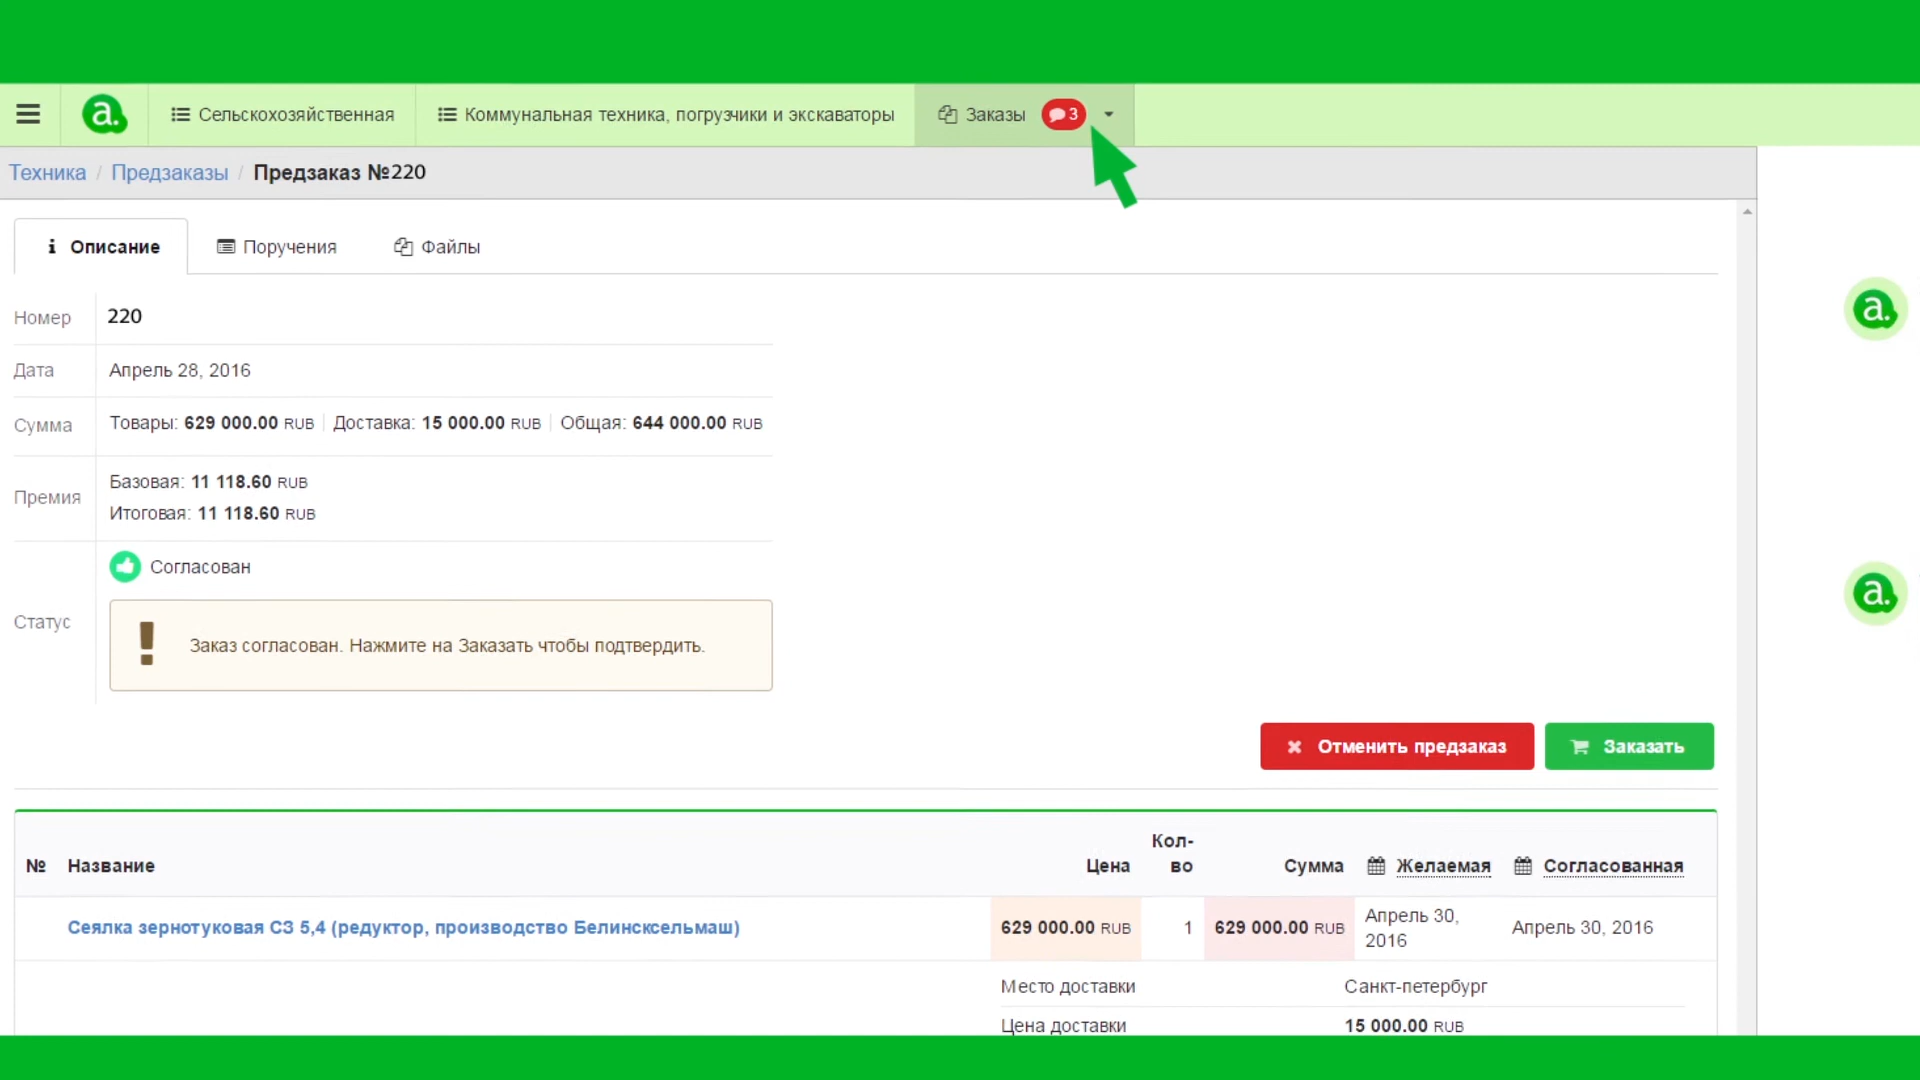 a.
Сельскохозяйственная
Коммунальная техника, погрузчики и экскаваторы
Заказы 3
Техника / Предзаказы / Предзаказ №220
Описание
Поручения
Файлы
Номер 220
Дата Апрель 28, 2016
Сумма Товары: 629 000.00 RUB Доставка: 15 000.00 RUB Общая: 644 000.00 RUB
Премия
Базовая: 11 118.60 RUB
Итоговая: 11 118.60 RUB
Статус
Согласован
Заказ согласован. Нажмите на Заказать чтобы подтвердить.
Отменить предзаказ
Заказать
№ Название Цена Кол-
во Сумма Желаемая Согласованная
Сеялка зернотуковая СЗ 5,4 (редуктор, производство Белинсксельмаш) 629 000.00 RUB 1 629 000.00 RUB Апрель 30,
2016 Апрель 30, 2016
Место доставки Санкт-петербург
Цена доставки 15 000.00 RUB
a.
a.